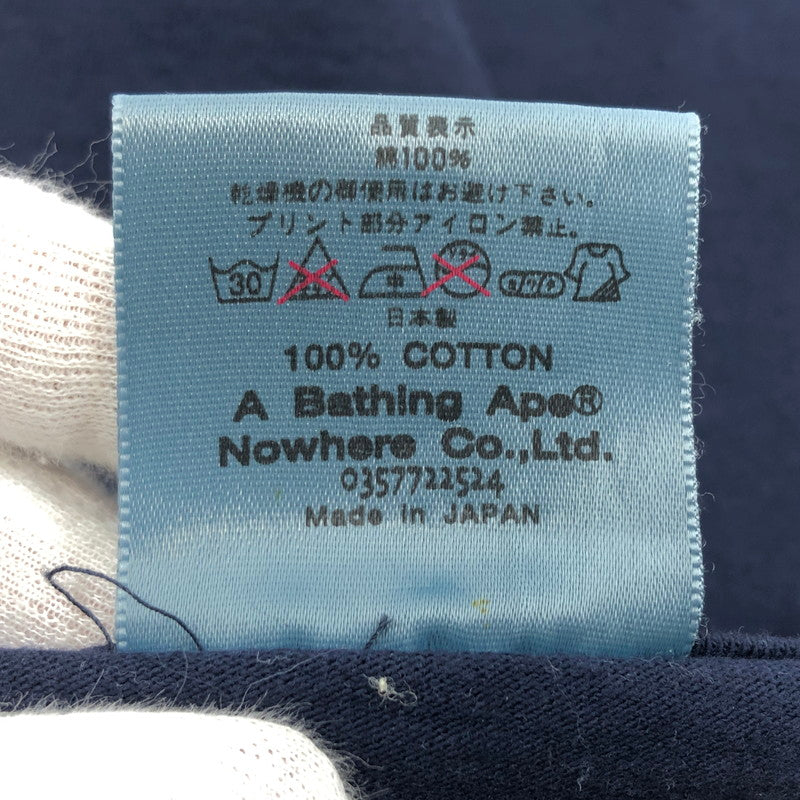 品質表示
綿100%
乾燥機の御使用はお避け下さい。
プリント部分アイロン禁止。
30 中
日本製
100% COTTON
A Bathing Ape®
Nowhere Co.,Ltd.
0357722524
Made in JAPAN